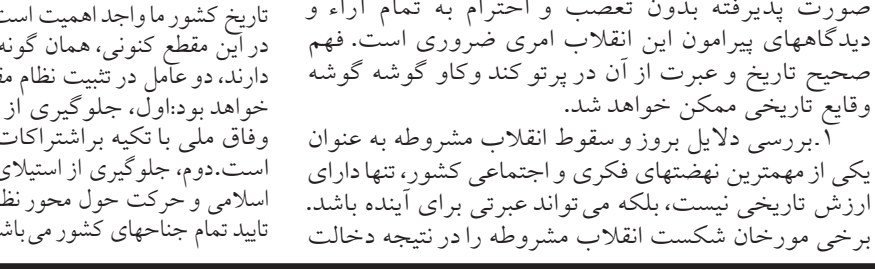 صورت پذیرفته بدون تعصب و احترام به تمام آراء و
دیدگاههای پیرامون این انقلاب امری ضروری است. فهم
صحیح تاریخ و عبرت از آن در پرتو کند وکاو گوشه گوشه
وقایع تاریخی ممکن خواهد شد.
۱.بررسی دلایل بروز و سقوط انقلاب مشروطه به عنوان
یکی از مهمترین نهضتهای فکری و اجتماعی کشور، تنها دارای
ارزش تاریخی نیست، بلکه می‌تواند عبرتی برای آینده باشد.
برخی مورخان شکست انقلاب مشروطه را در نتیجه دخالت
تاریخ کشور ما واجد اهمیت است
در این مقطع کنونی، همان گونه
دارند، دو عامل در تثبیت نظام
خواهد بود:اول، جلوگیری از
وفاق ملی با تکیه براشتراکات
است.دوم، جلوگیری از استیلای
اسلامی و حرکت حول محور
تایید تمام جناحهای کشور می‌باشد